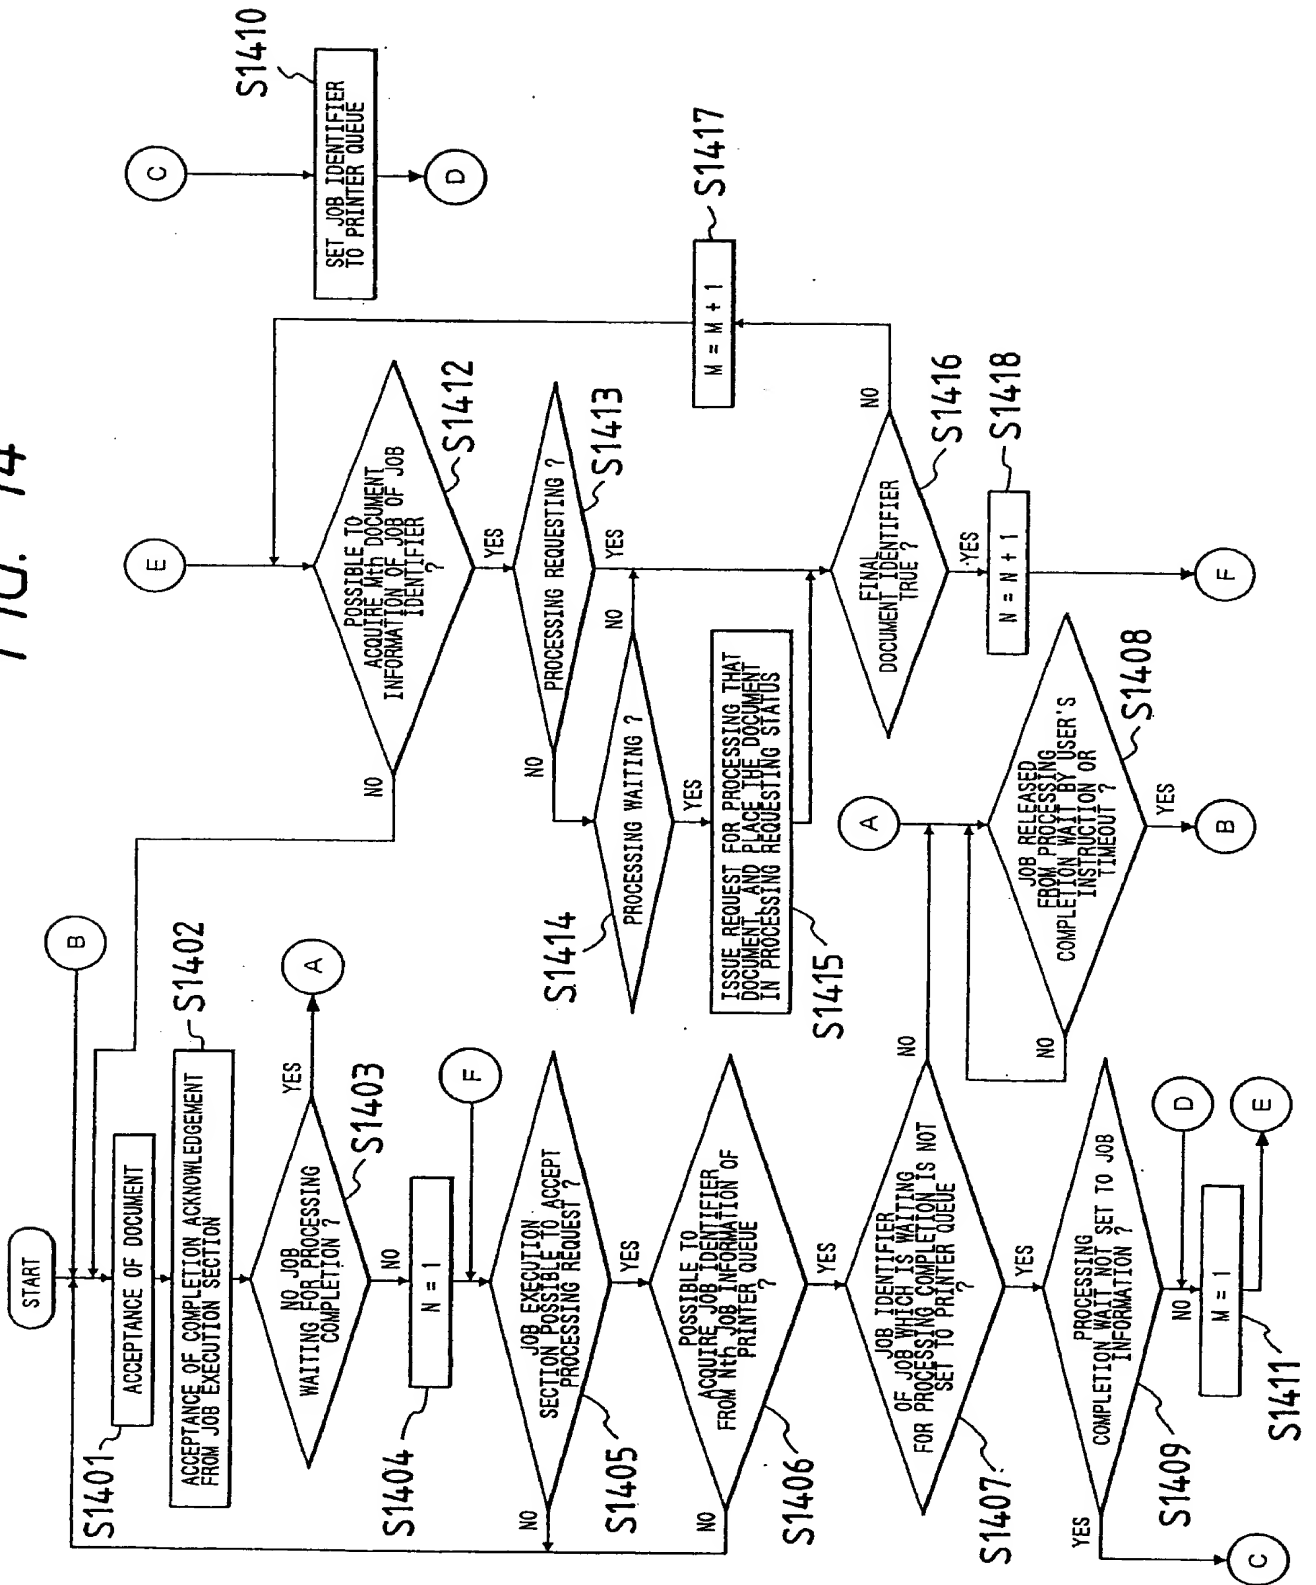 FIG. 14
START
B
S1401
ACCEPTANCE OF DOCUMENT
S1402
ACCEPTANCE OF COMPLETION ACKNOWLEDGEMENT
FROM JOB EXECUTION SECTION
NO JOB
WAITING FOR PROCESSING
COMPLETION ?
YES
S1403
A
NO
S1404
N = 1
F
JOB EXECUTION
SECTION POSSIBLE TO ACCEPT
PROCESSING REQUEST ?
NO
S1405
YES
POSSIBLE TO
ACQUIRE JOB IDENTIFIER
FROM Nth JOB INFORMATION OF
PRINTER QUEUE
?
NO
S1406
YES
JOB IDENTIFIER
OF JOB WHICH IS WAITING
FOR PROCESSING COMPLETION IS NOT
SET TO PRINTER QUEUE
?
NO
S1407
YES
PROCESSING
COMPLETION WAIT NOT SET TO JOB
INFORMATION ?
YES
S1409
C
NO
D
M = 1
S1411
E
E
POSSIBLE TO
ACQUIRE Mth DOCUMENT
INFORMATION OF JOB OF JOB
IDENTIFIER
?
NO
S1412
YES
PROCESSING REQUESTING ?
S1413
NO
YES
S1414
PROCESSING WAITING ?
NO
YES
ISSUE REQUEST FOR PROCESSING THAT
DOCUMENT, AND PLACE THE DOCUMENT
IN PROCESSING REQUESTING STATUS
S1415
FINAL
DOCUMENT IDENTIFIER
TRUE ?
NO
S1416
YES
M = M + 1
S1417
N = N + 1
S1418
F
A
JOB RELEASED
FROM PROCESSING
COMPLETION WAIT BY USER'S
INSTRUCTION OR
TIMEOUT ?
NO
S1408
YES
B
C
SET JOB IDENTIFIER
TO PRINTER QUEUE
S1410
D